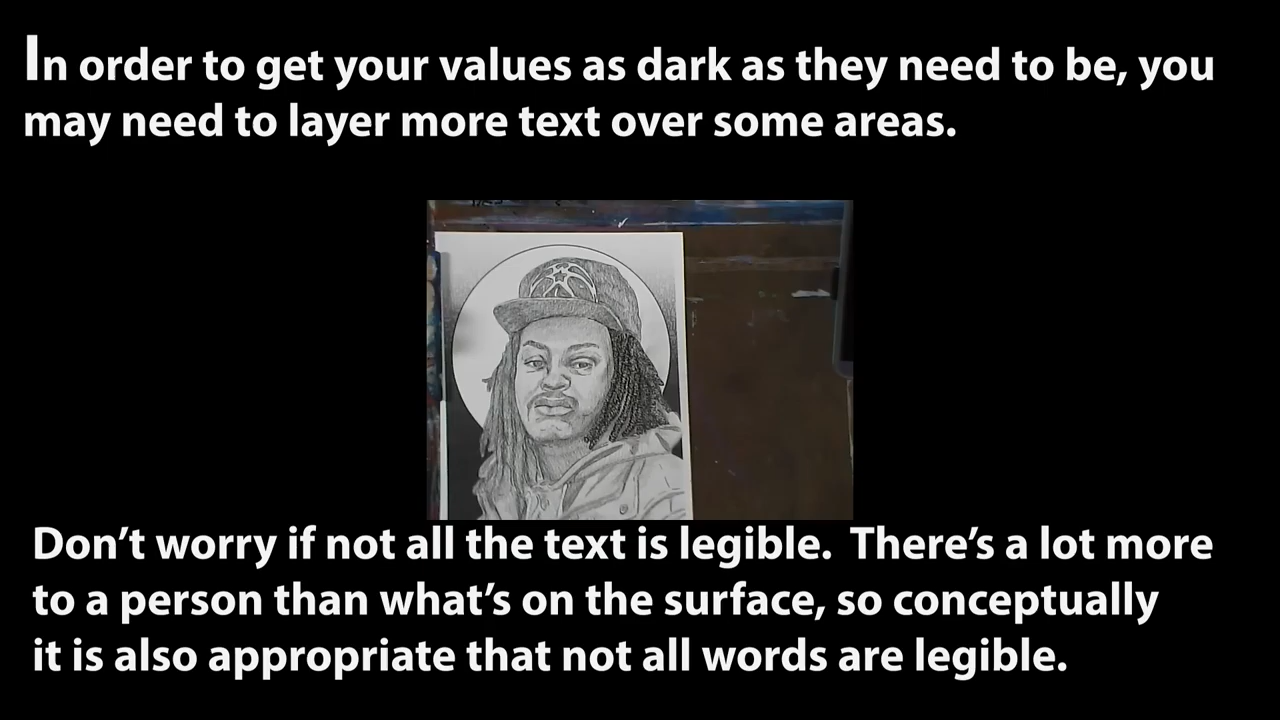 In order to get your values as dark as they need to be, you
may need to layer more text over some areas.
Don’t worry if not all the text is legible.  There’s a lot more
to a person than what’s on the surface, so conceptually
it is also appropriate that not all words are legible.